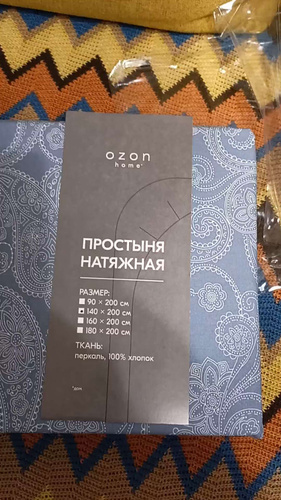 ozon
home*
ПРОСТЫНЯ
НАТЯЖНАЯ
РАЗМЕР:
90 × 200 см
140 × 200 см
160 × 200 см
180 × 200 см
ТКАНЬ:
перкаль, 100% хлопок